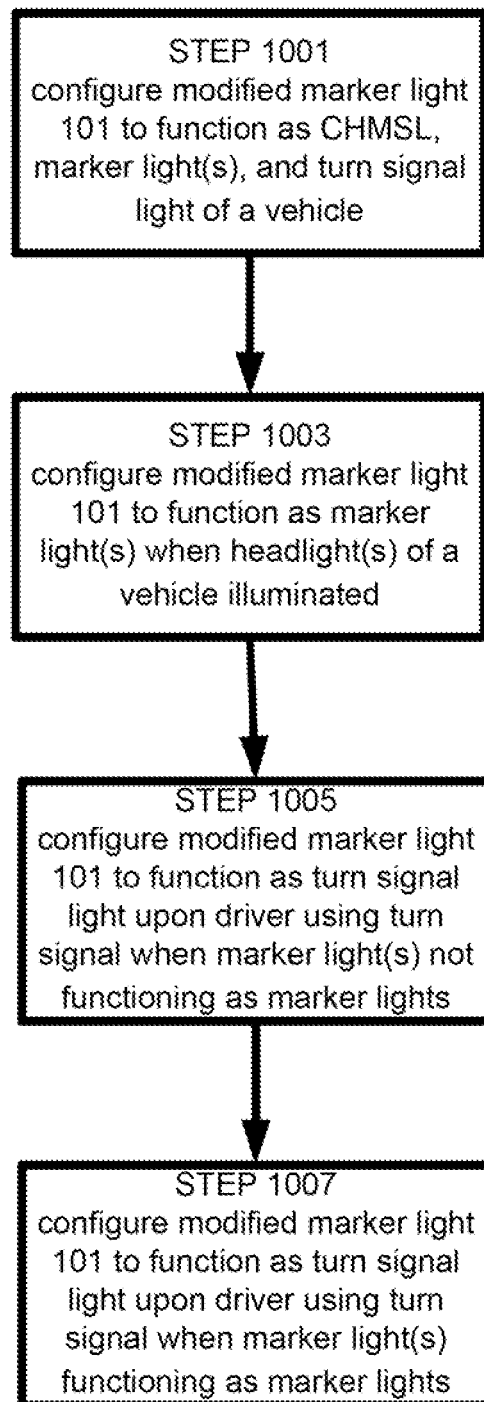 STEP 1001
configure modified marker light
101 to function as CHMSL,
marker light(s), and turn signal
light of a vehicle
STEP 1003
configure modified marker light
101 to function as marker
light(s) when headlight(s) of a
vehicle illuminated
STEP 1005
configure modified marker light
101 to function as turn signal
light upon driver using turn
signal when marker light(s) not
functioning as marker lights
STEP 1007
configure modified marker light
101 to function as turn signal
light upon driver using turn
signal when marker light(s)
functioning as marker lights